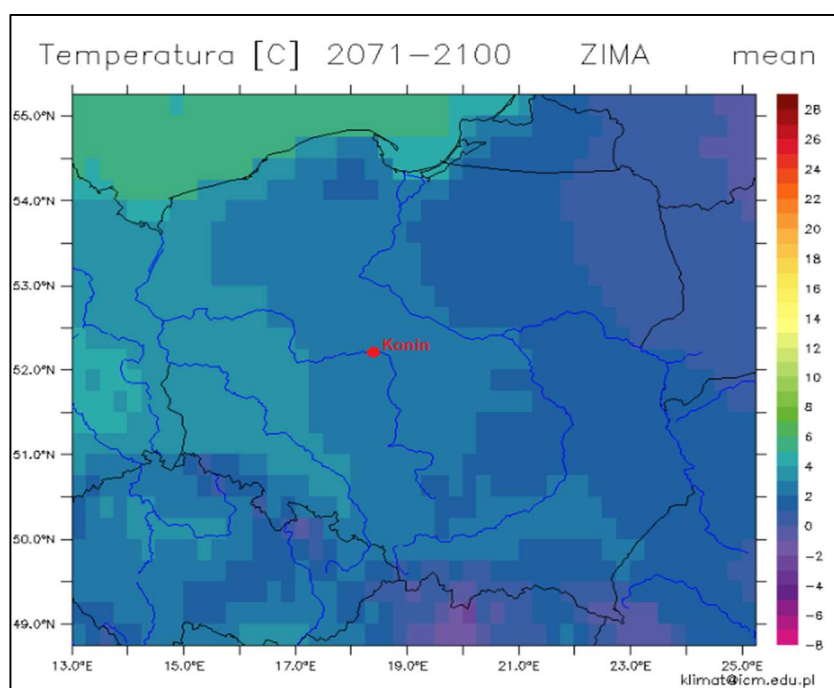 Temperatura [C] 2071–2100 ZIMA mean
55.0°N
54.0°N
53.0°N
52.0°N
51.0°N
50.0°N
49.0°N
Konin
13.0°E 15.0°E 17.0°E 19.0°E 21.0°E 23.0°E 25.0°E
28
26
24
22
20
18
16
14
12
10
8
6
4
2
0
−2
−4
−6
−8
klimat@icm.edu.pl